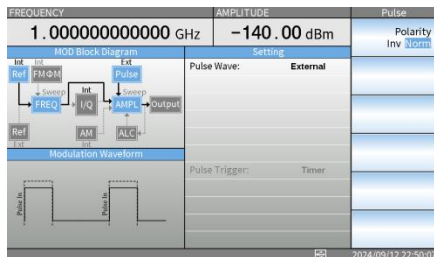 FREQUENCY
AMPLITUDE
Pulse
1.000000000000 GHz
-140.00 dBm
Polarity
Inv Norm
MOD Block Diagram
Setting
Int Int Ext
Ref FMΦM Pulse
Pulse Wave: External
Sweep Int Sweep
FREQ I/Q AMPL Output
Ref AM ALC
Ext Int
Modulation Waveform
Pulse Trigger: Timer
Pulse In
Pulse In
2024/09/12 22:50:07